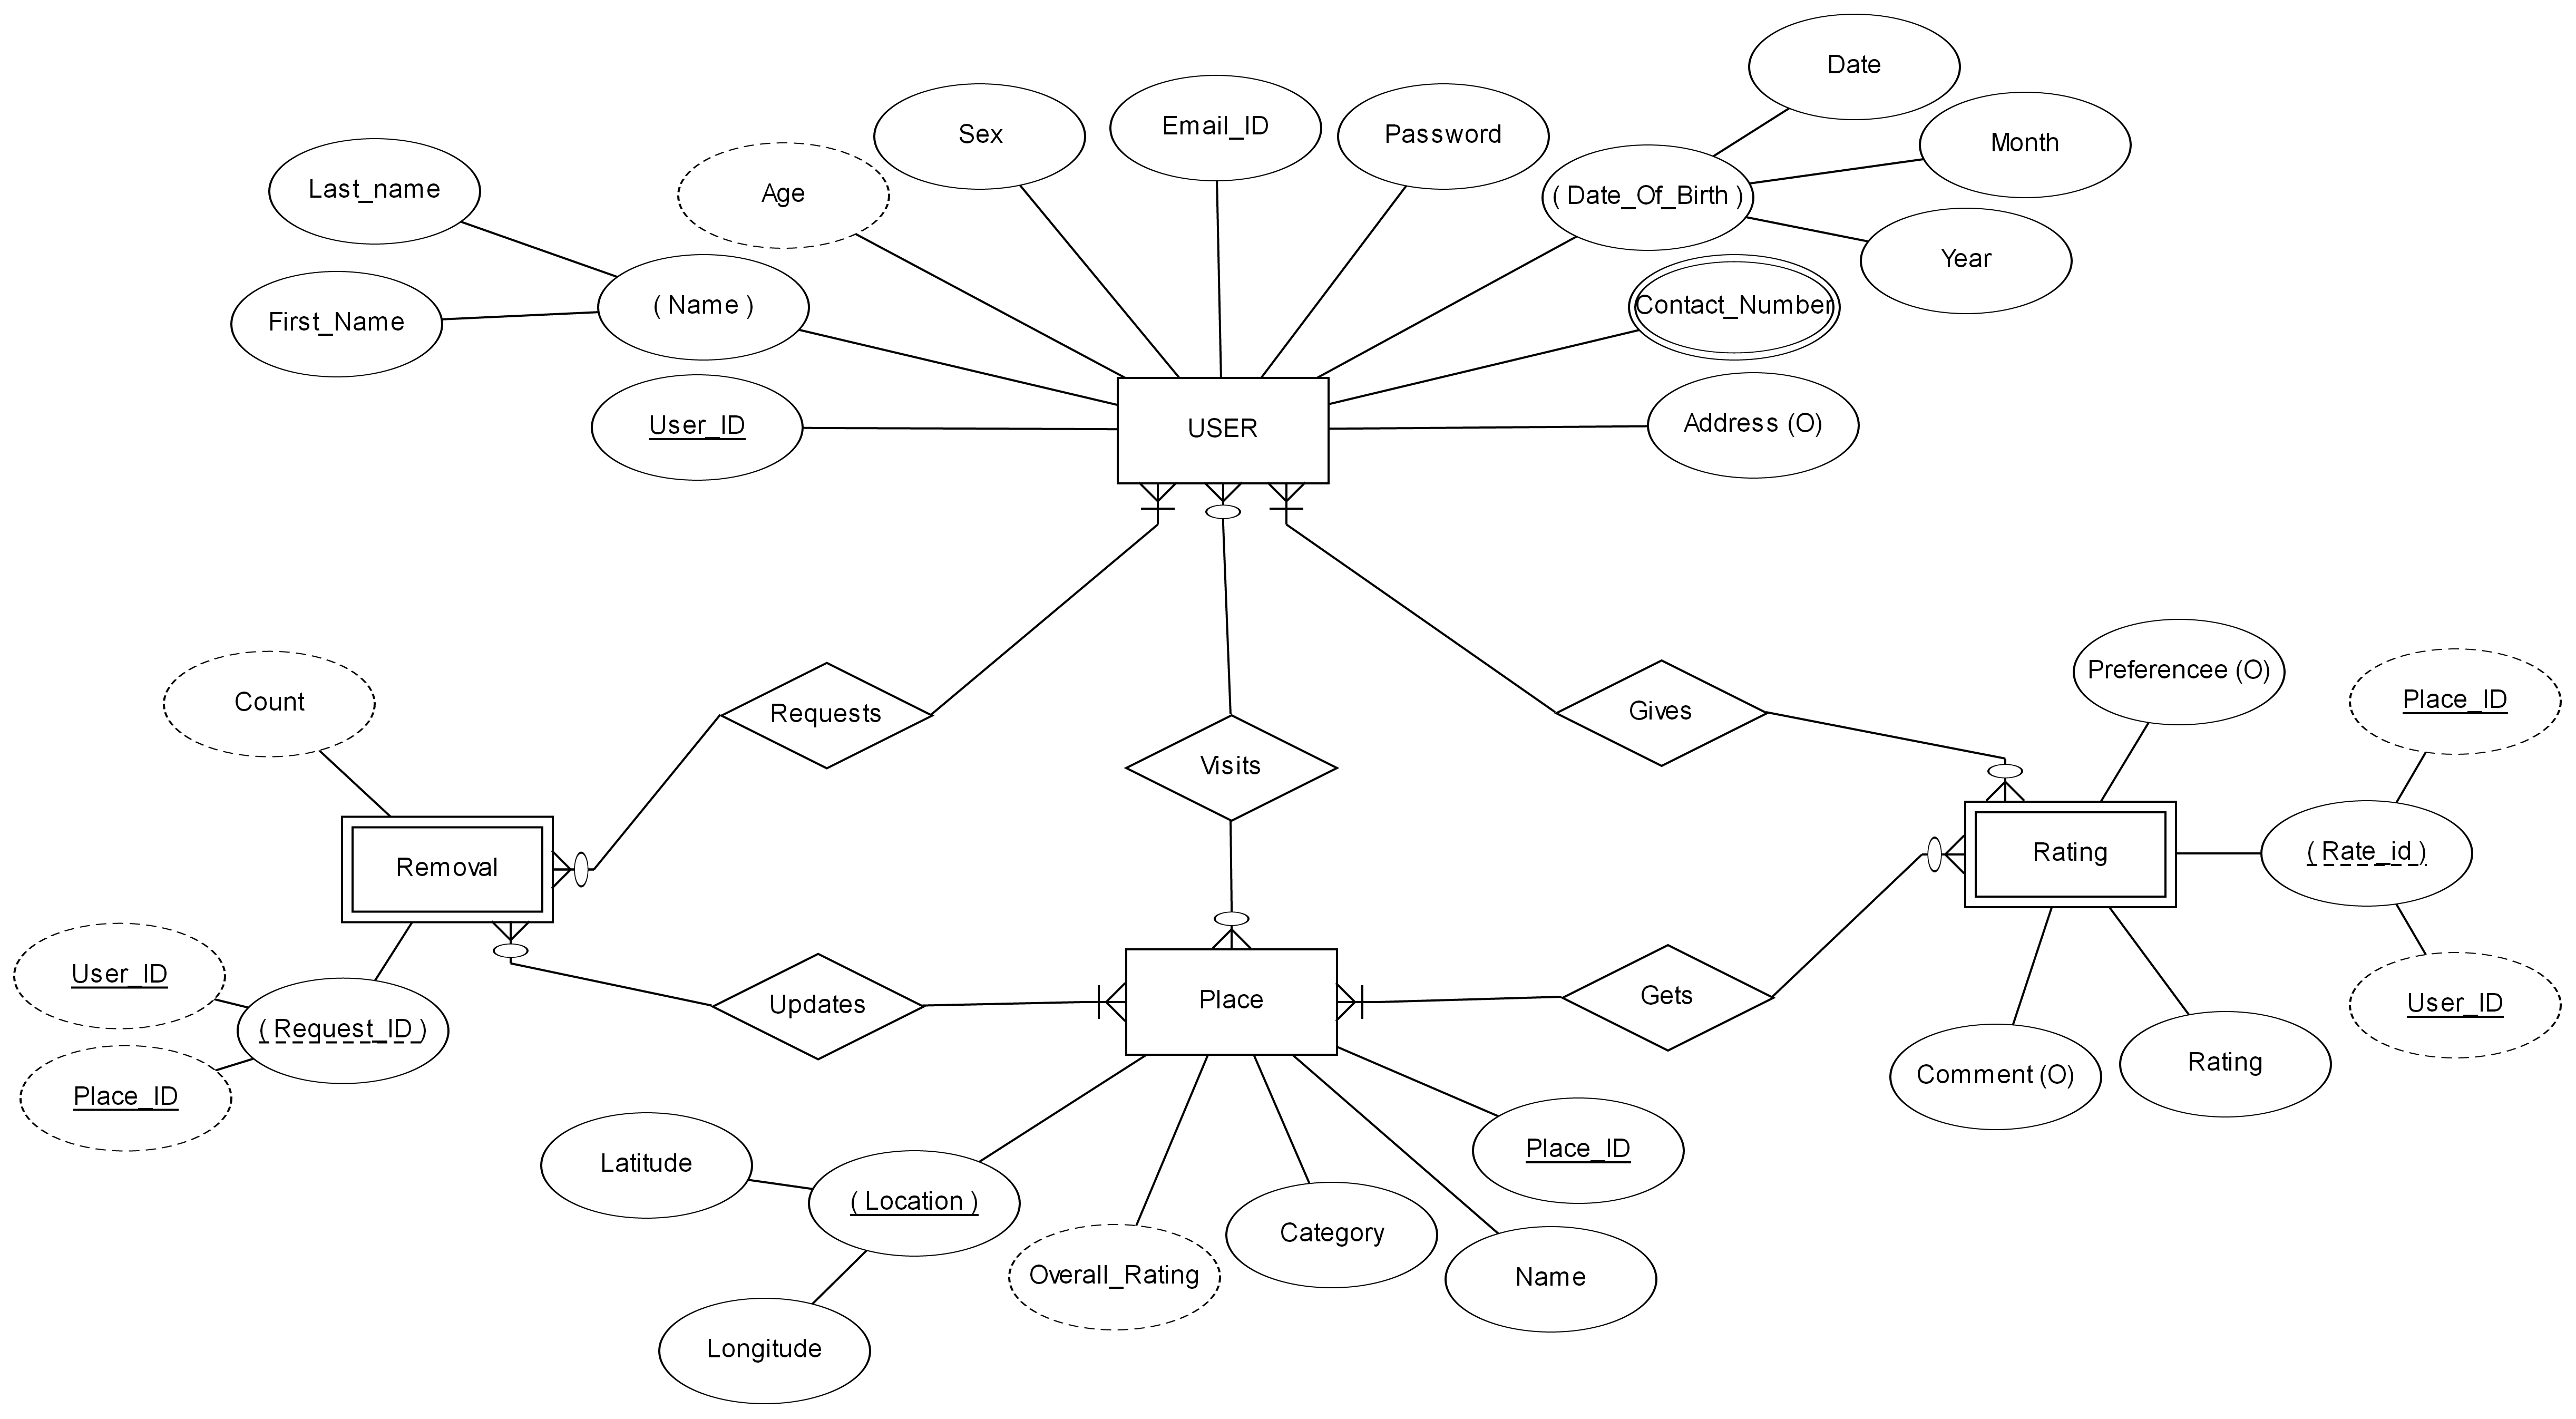 Date
Sex
Email_ID
Password
Month
Last_name
Age
( Date_Of_Birth )
Year
First_Name
( Name )
Contact_Number
User_ID
USER
Address (O)
Count
Requests
Visits
Gives
Preferencee (O)
Place_ID
Removal
Rating
( Rate_id )
User_ID
( Request_ID )
Place_ID
Updates
Place
Gets
User_ID
Comment (O)
Rating
Latitude
( Location )
Place_ID
Overall_Rating
Category
Name
Longitude